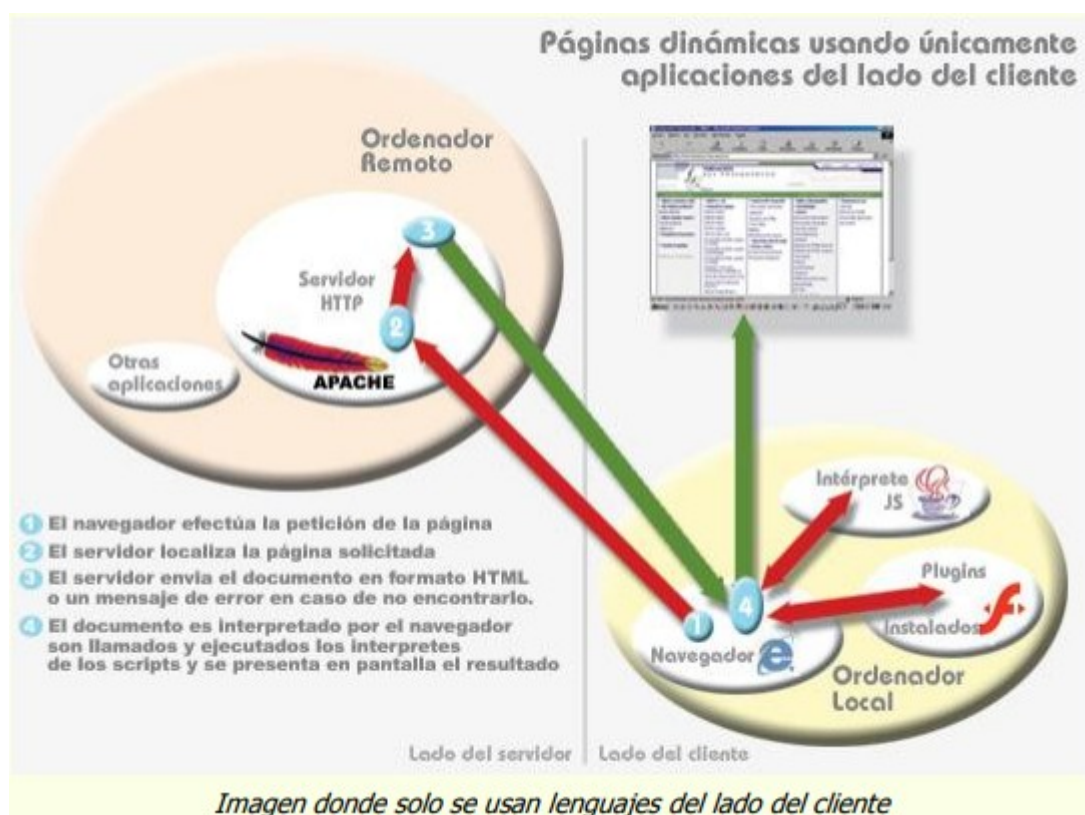 Páginas dinámicas usando únicamente
aplicaciones del lado del cliente
Ordenador
Remoto
3
Servidor
HTTP
2
APACHE
Otras
aplicaciones
Intérprete
JS
Plugins
Instalados
1
4
Navegador
Ordenador
Local
1 El navegador efectúa la petición de la página
2 El servidor localiza la página solicitada
3 El servidor envia el documento en formato HTML
o un mensaje de error en caso de no encontrarlo.
4 El documento es interpretado por el navegador
son llamados y ejecutados los interpretes
de los scripts y se presenta en pantalla el resultado
Lado del servidor
Lado del cliente
Imagen donde solo se usan lenguajes del lado del cliente